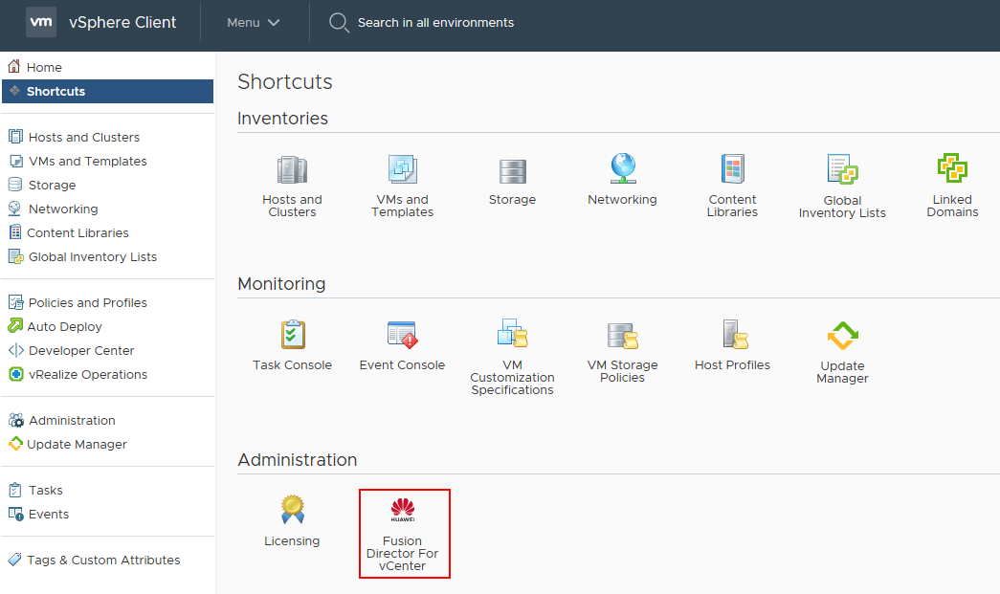 vm vSphere Client Menu Search in all environments
Home
Shortcuts
Hosts and Clusters
VMs and Templates
Storage
Networking
Content Libraries
Global Inventory Lists
Policies and Profiles
Auto Deploy
Developer Center
vRealize Operations
Administration
Update Manager
Tasks
Events
Tags & Custom Attributes
Shortcuts
Inventories
Hosts and
Clusters
VMs and
Templates
Storage
Networking
Content
Libraries
Global
Inventory Lists
Linked
Domains
Monitoring
Task Console
Event Console
VM
Customization
Specifications
VM Storage
Policies
Host Profiles
Update
Manager
Administration
Licensing
HUAWEI
Fusion
Director For
vCenter